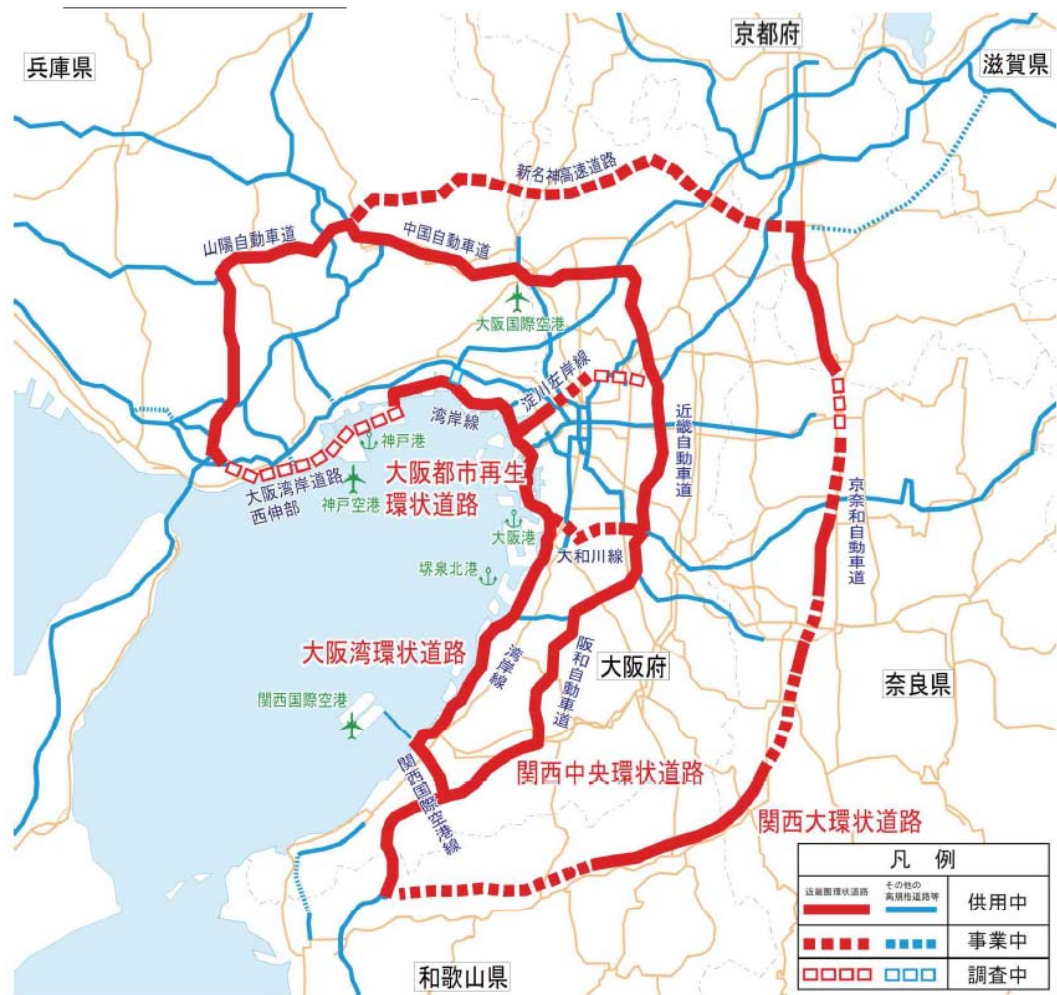 京都府
兵庫県
滋賀県
新名神高速道路
山陽自動車道
中国自動車道
大阪国際空港
淀川左岸線
湾岸線
近畿自動車道
神戸港
大阪湾岸道路
西伸部
神戸空港
大阪都市再生
環状道路
大阪港
大和川線
京奈和自動車道
堺泉北港
大阪湾環状道路
湾岸線
阪和自動車道
大阪府
奈良県
関西国際空港
関西国際空港線
関西中央環状道路
関西大環状道路
凡 例
近畿圏環状道路
その他の
高規格道路等
供用中
事業中
調査中
和歌山県